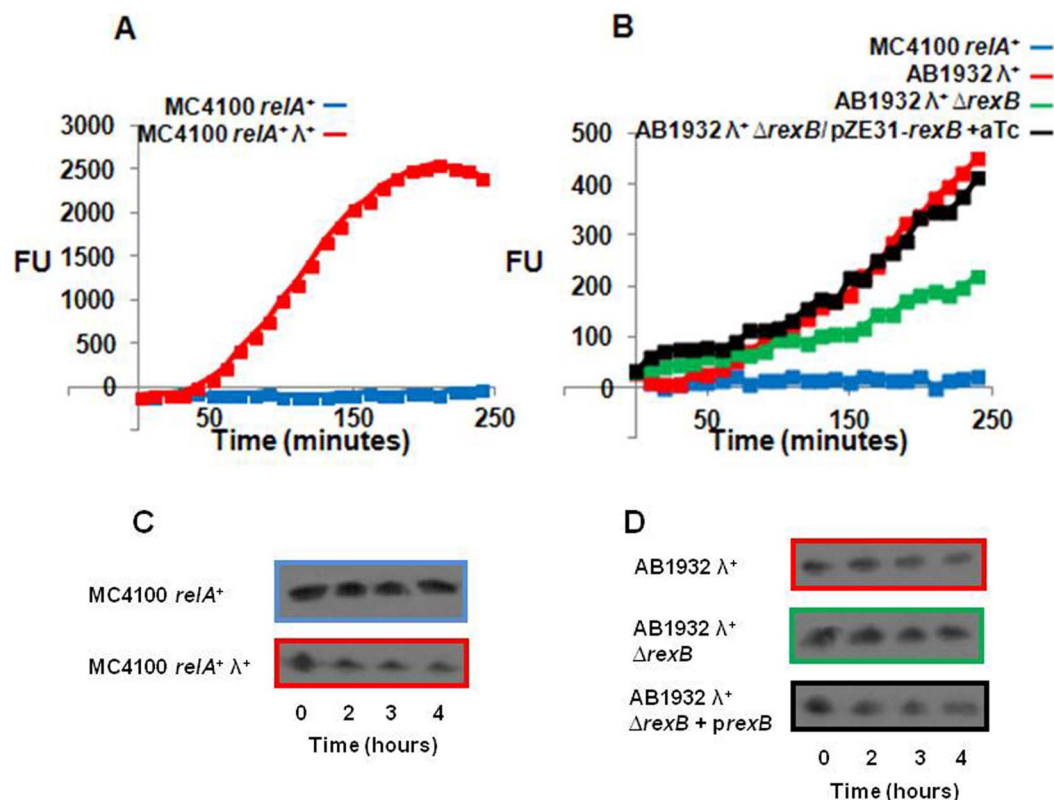 A
MC4100 relA⁺
MC4100 relA⁺ λ⁺
3000
2500
2000
1500
1000
500
0
FU
50
150
250
Time (minutes)
B
MC4100 relA⁺
AB1932 λ⁺
AB1932 λ⁺ ΔrexB
AB1932 λ⁺ ΔrexB/ pZE31-rexB +aTc
500
400
300
200
100
0
FU
50
150
250
Time (minutes)
C
MC4100 relA⁺
MC4100 relA⁺ λ⁺
0 2 3 4
Time (hours)
D
AB1932 λ⁺
AB1932 λ⁺
ΔrexB
AB1932 λ⁺
ΔrexB + prexB
0 2 3 4
Time (hours)